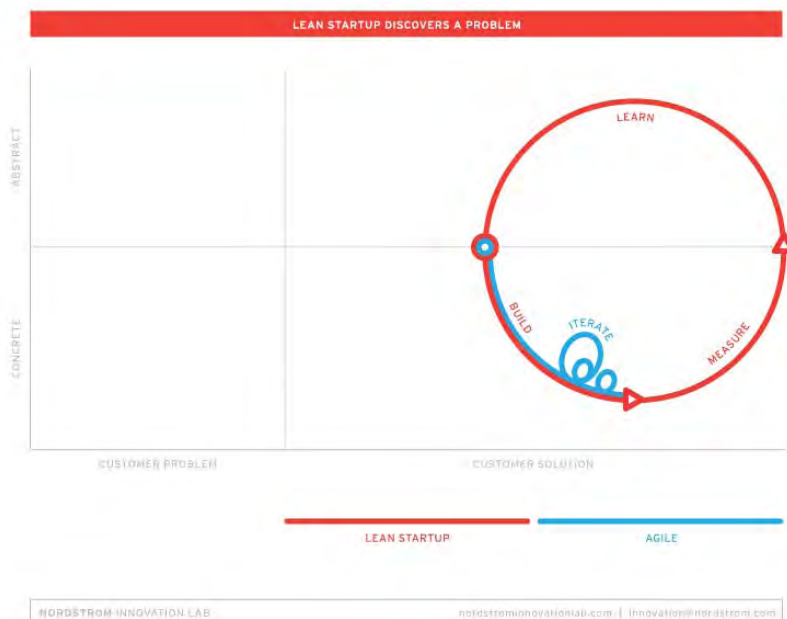 LEAN STARTUP DISCOVERS A PROBLEM
ABSTRACT
CONCRETE
LEARN
BUILD
ITERATE
MEASURE
CUSTOMER PROBLEM
CUSTOMER SOLUTION
LEAN STARTUP
AGILE
NORDSTROM INNOVATION LAB
nordstrominnovationlab.com | innovation@nordstrom.com